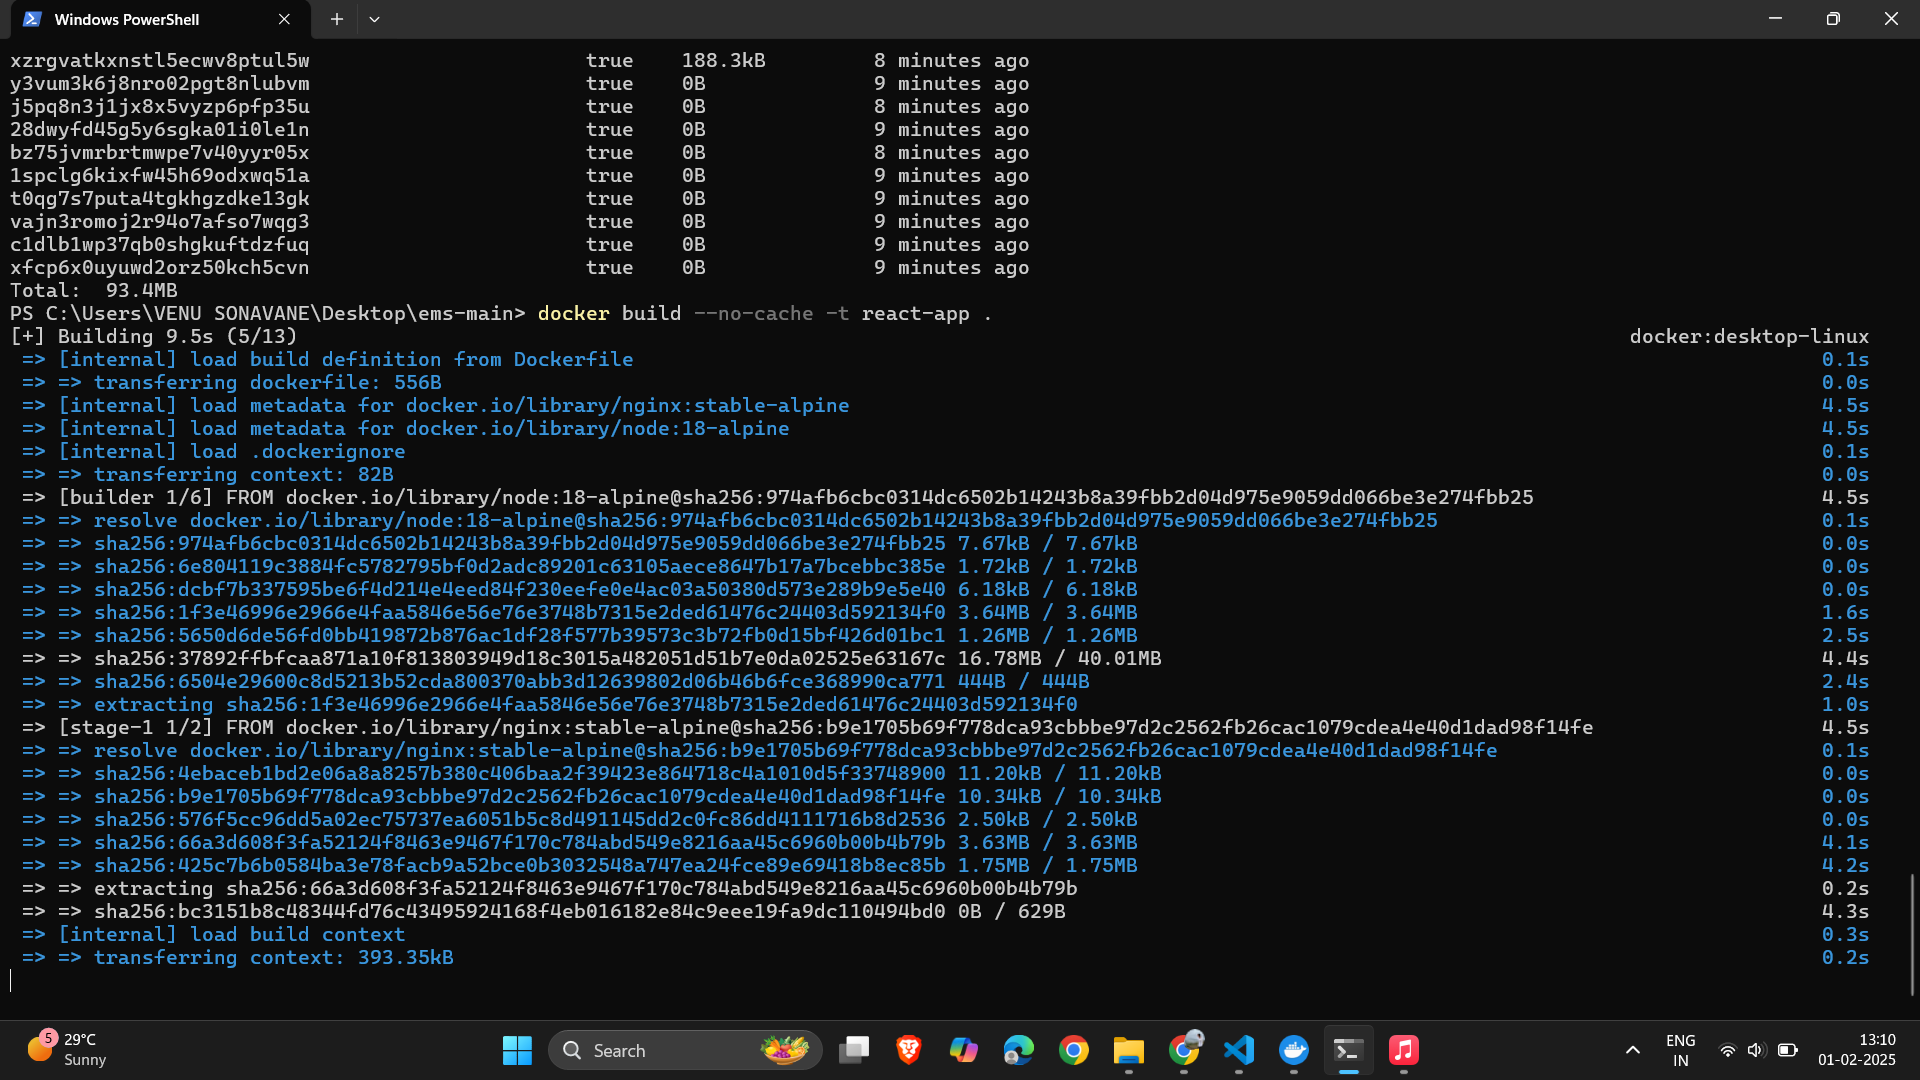 Windows PowerShell
xzrgvatkxnstl5ecwv8ptul5w true 188.3kB 8 minutes ago
y3vum3k6j8nro02pgt8nlubvm true 0B 9 minutes ago
j5pq8n3j1jx8x5vyzp6pfp35u true 0B 8 minutes ago
28dwyfd45g5y6sgka01i0le1n true 0B 9 minutes ago
bz75jvmrbrtmwpe7v40yyr05x true 0B 8 minutes ago
1spclg6kixfw45h69odxwq51a true 0B 9 minutes ago
t0qg7s7puta4tgkhgzdke13gk true 0B 9 minutes ago
vajn3romoj2r94o7afso7wqg3 true 0B 9 minutes ago
c1dlb1wp37qb0shgkuftdzfuq true 0B 9 minutes ago
xfcp6x0uyuwd2orz50kch5cvn true 0B 9 minutes ago
Total: 93.4MB
PS C:\Users\VENU SONAVANE\Desktop\ems-main> docker build --no-cache -t react-app .
[+] Building 9.5s (5/13) docker:desktop-linux
=> [internal] load build definition from Dockerfile 0.1s
=> => transferring dockerfile: 556B 0.0s
=> [internal] load metadata for docker.io/library/nginx:stable-alpine 4.5s
=> [internal] load metadata for docker.io/library/node:18-alpine 4.5s
=> [internal] load .dockerignore 0.1s
=> => transferring context: 82B 0.0s
=> [builder 1/6] FROM docker.io/library/node:18-alpine@sha256:974afb6cbc0314dc6502b14243b8a39fbb2d04d975e9059dd066be3e274fbb25 4.5s
=> => resolve docker.io/library/node:18-alpine@sha256:974afb6cbc0314dc6502b14243b8a39fbb2d04d975e9059dd066be3e274fbb25 0.1s
=> => sha256:974afb6cbc0314dc6502b14243b8a39fbb2d04d975e9059dd066be3e274fbb25 7.67kB / 7.67kB 0.0s
=> => sha256:6e804119c3884fc5782795bf0d2adc89201c63105aece8647b17a7bcebbc385e 1.72kB / 1.72kB 0.0s
=> => sha256:dcbf7b337595be6f4d214e4eed84f230eefe0e4ac03a50380d573e289b9e5e40 6.18kB / 6.18kB 0.0s
=> => sha256:1f3e46996e2966e4faa5846e56e76e3748b7315e2ded61476c24403d592134f0 3.64MB / 3.64MB 1.6s
=> => sha256:5650d6de56fd0bb419872b876ac1df28f577b39573c3b72fb0d15bf426d01bc1 1.26MB / 1.26MB 2.5s
=> => sha256:37892ffbfcaa871a10f813803949d18c3015a482051d51b7e0da02525e63167c 16.78MB / 40.01MB 4.4s
=> => sha256:6504e29600c8d5213b52cda800370abb3d12639802d06b46b6fce368990ca771 444B / 444B 2.4s
=> => extracting sha256:1f3e46996e2966e4faa5846e56e76e3748b7315e2ded61476c24403d592134f0 1.0s
=> [stage-1 1/2] FROM docker.io/library/nginx:stable-alpine@sha256:b9e1705b69f778dca93cbbbe97d2c2562fb26cac1079cdea4e40d1dad98f14fe 4.5s
=> => resolve docker.io/library/nginx:stable-alpine@sha256:b9e1705b69f778dca93cbbbe97d2c2562fb26cac1079cdea4e40d1dad98f14fe 0.1s
=> => sha256:4ebaceb1bd2e06a8a8257b380c406baa2f39423e864718c4a1010d5f33748900 11.20kB / 11.20kB 0.0s
=> => sha256:b9e1705b69f778dca93cbbbe97d2c2562fb26cac1079cdea4e40d1dad98f14fe 10.34kB / 10.34kB 0.0s
=> => sha256:576f5cc96dd5a02ec75737ea6051b5c8d491145dd2c0fc86dd4111716b8d2536 2.50kB / 2.50kB 0.0s
=> => sha256:66a3d608f3fa52124f8463e9467f170c784abd549e8216aa45c6960b00b4b79b 3.63MB / 3.63MB 4.1s
=> => sha256:425c7b6b0584ba3e78facb9a52bce0b3032548a747ea24fce89e69418b8ec85b 1.75MB / 1.75MB 4.2s
=> => extracting sha256:66a3d608f3fa52124f8463e9467f170c784abd549e8216aa45c6960b00b4b79b 0.2s
=> => sha256:bc3151b8c48344fd76c43495924168f4eb016182e84c9eee19fa9dc110494bd0 0B / 629B 4.3s
=> [internal] load build context 0.3s
=> => transferring context: 393.35kB 0.2s
5 29°C
Sunny
Search
ENG
IN
13:10
01-02-2025